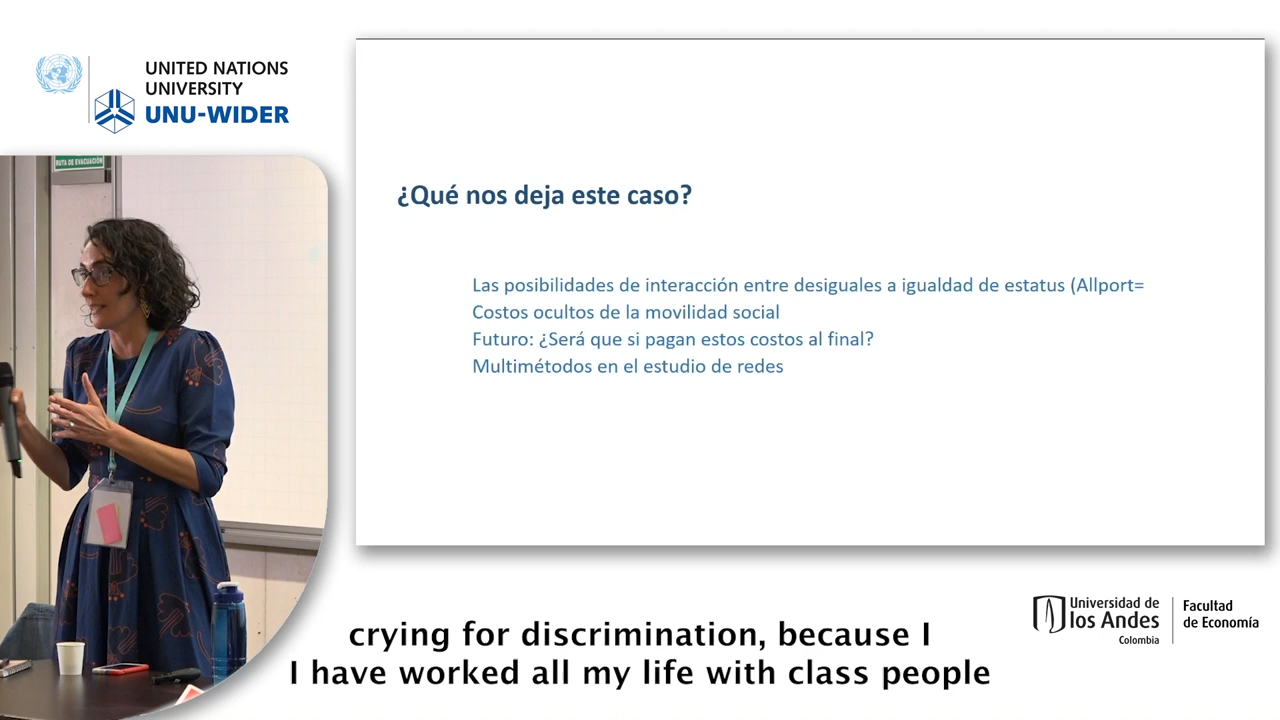 UNITED NATIONS
UNIVERSITY
UNU-WIDER
RUTA DE EVACUACIÓN
¿Qué nos deja este caso?
Las posibilidades de interacción entre desiguales a igualdad de estatus (Allport=
Costos ocultos de la movilidad social
Futuro: ¿Será que si pagan estos costos al final?
Multimétodos en el estudio de redes
Universidad de
los Andes
Colombia
Facultad
de Economía
crying for discrimination, because I
I have worked all my life with class people